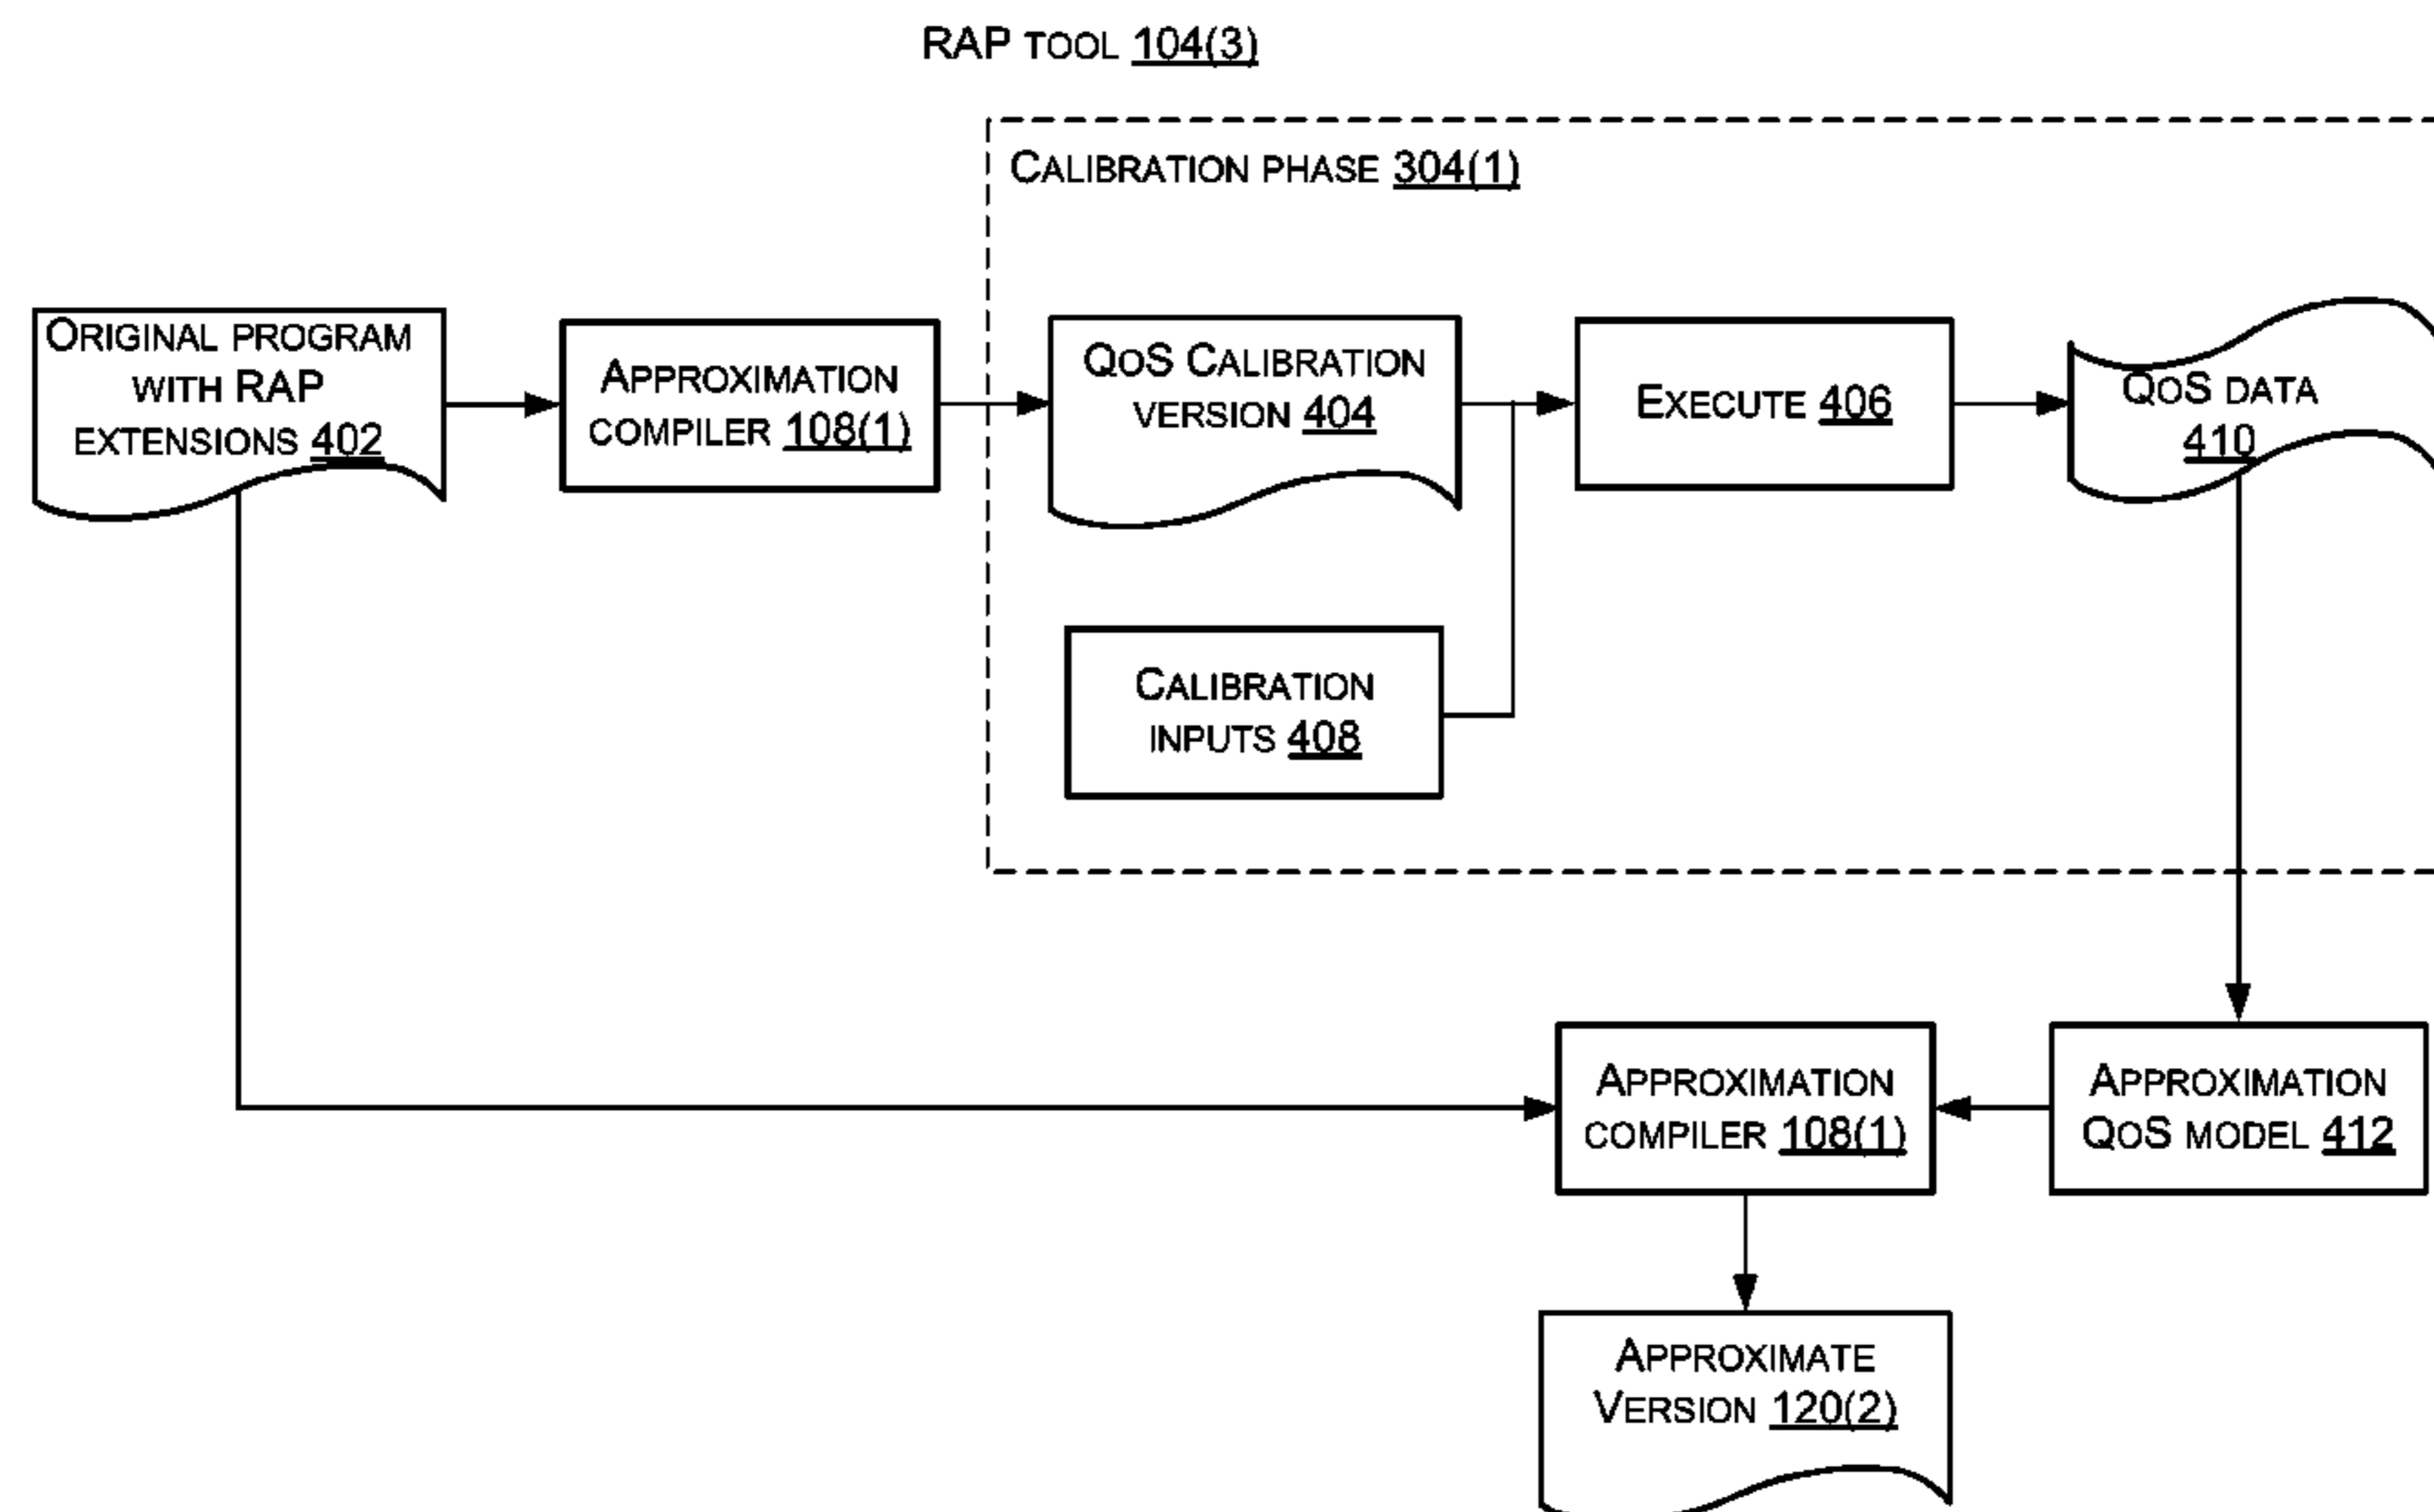 RAP TOOL 104(3)
CALIBRATION PHASE 304(1)
ORIGINAL PROGRAM
WITH RAP
EXTENSIONS 402
APPROXIMATION
COMPILER 108(1)
QOS CALIBRATION
VERSION 404
EXECUTE 406
QOS DATA
410
CALIBRATION
INPUTS 408
APPROXIMATION
COMPILER 108(1)
APPROXIMATION
QOS MODEL 412
APPROXIMATE
VERSION 120(2)